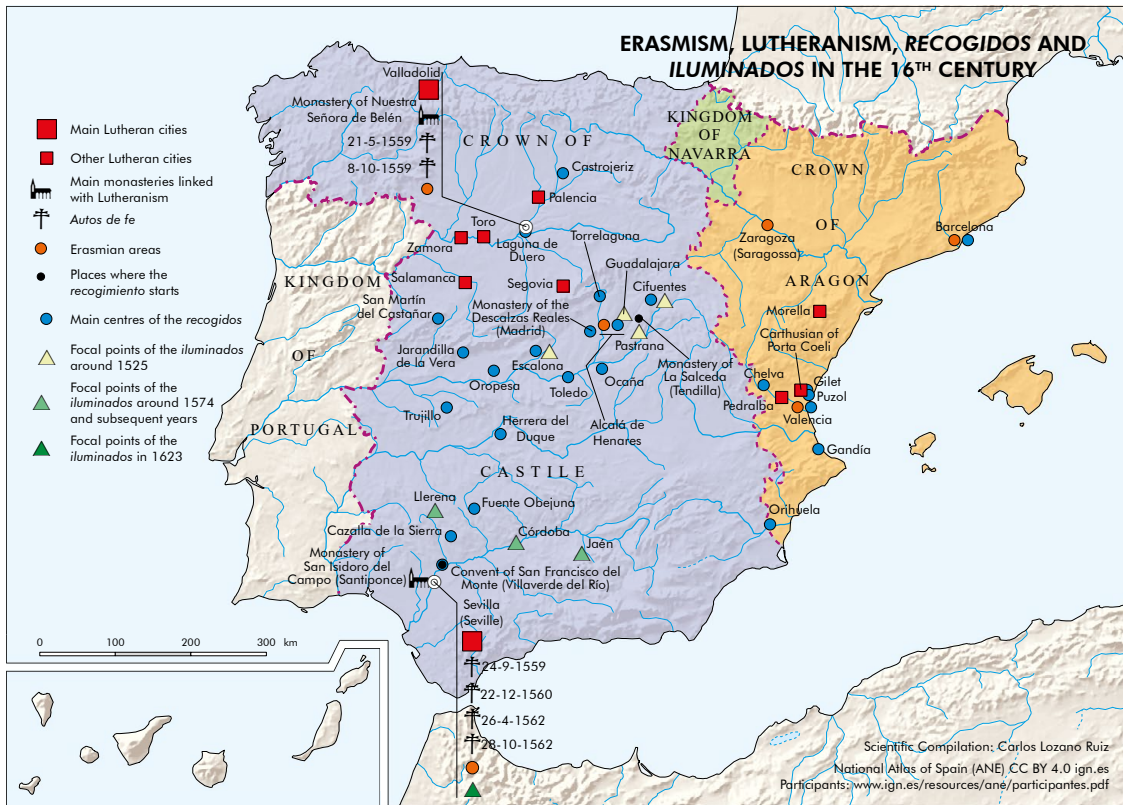 ERASMISM, LUTHERANISM, RECOGIDOS AND
ILUMINADOS IN THE 16TH CENTURY
Main Lutheran cities
Other Lutheran cities
Main monasteries linked
with Lutheranism
Autos de fe
Erasmian areas
Places where the
recogimiento starts
Main centres of the recogidos
Focal points of the iluminados
around 1525
Focal points of the
iluminados around 1574
and subsequent years
Focal points of the
iluminados in 1623
Valladolid
Monastery of Nuestra
Señora de Belén
21-5-1559
8-10-1559
CROWN OF
KINGDOM
OF
NAVARRA
CROWN
OF
ARAGON
Castrojeriz
Palencia
Toro
Zamora
Laguna de
Duero
Torrelaguna
Zaragoza
(Saragossa)
Barcelona
KINGDOM
OF
PORTUGAL
Salamanca
Segovia
Guadalajara
Cifuentes
San Martín
del Castañar
Monastery of the
Descalzas Reales
(Madrid)
Pastrana
Morella
Carthusian of
Porta Coeli
Jarandilla
de la Vera
Escalona
Oropesa
Toledo
Ocaña
Monastery of
La Salceda
(Tendilla)
Chelva
Gilet
Puzol
Pedralba
Valencia
Trujillo
Herrera del
Duque
Alcalá de
Henares
Gandía
CASTILE
Llerena
Fuente Obejuna
Orihuela
Cazalla de la Sierra
Córdoba
Jaén
Monastery of
San Isidoro del
Campo (Santiponce)
Convent of San Francisco del
Monte (Villaverde del Río)
Sevilla
(Seville)
24-9-1559
22-12-1560
26-4-1562
28-10-1562
0 100 200 300 km
Scientific Compilation: Carlos Lozano Ruiz
National Atlas of Spain (ANE) CC BY 4.0 ign.es
Participants: www.ign.es/resources/ane/participantes.pdf